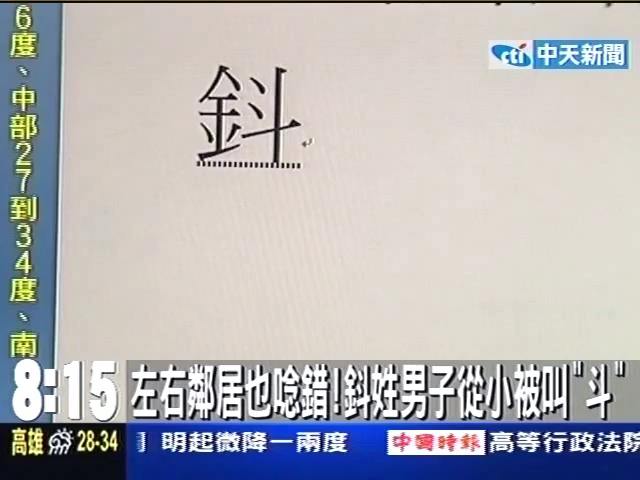 6度、中部27到34度、南
cti 中天新聞
鈄
8:15 左右鄰居也唸錯!鈄姓男子從小被叫"斗"
高雄 28-34 明起微降一兩度 中國時報 高等行政法院